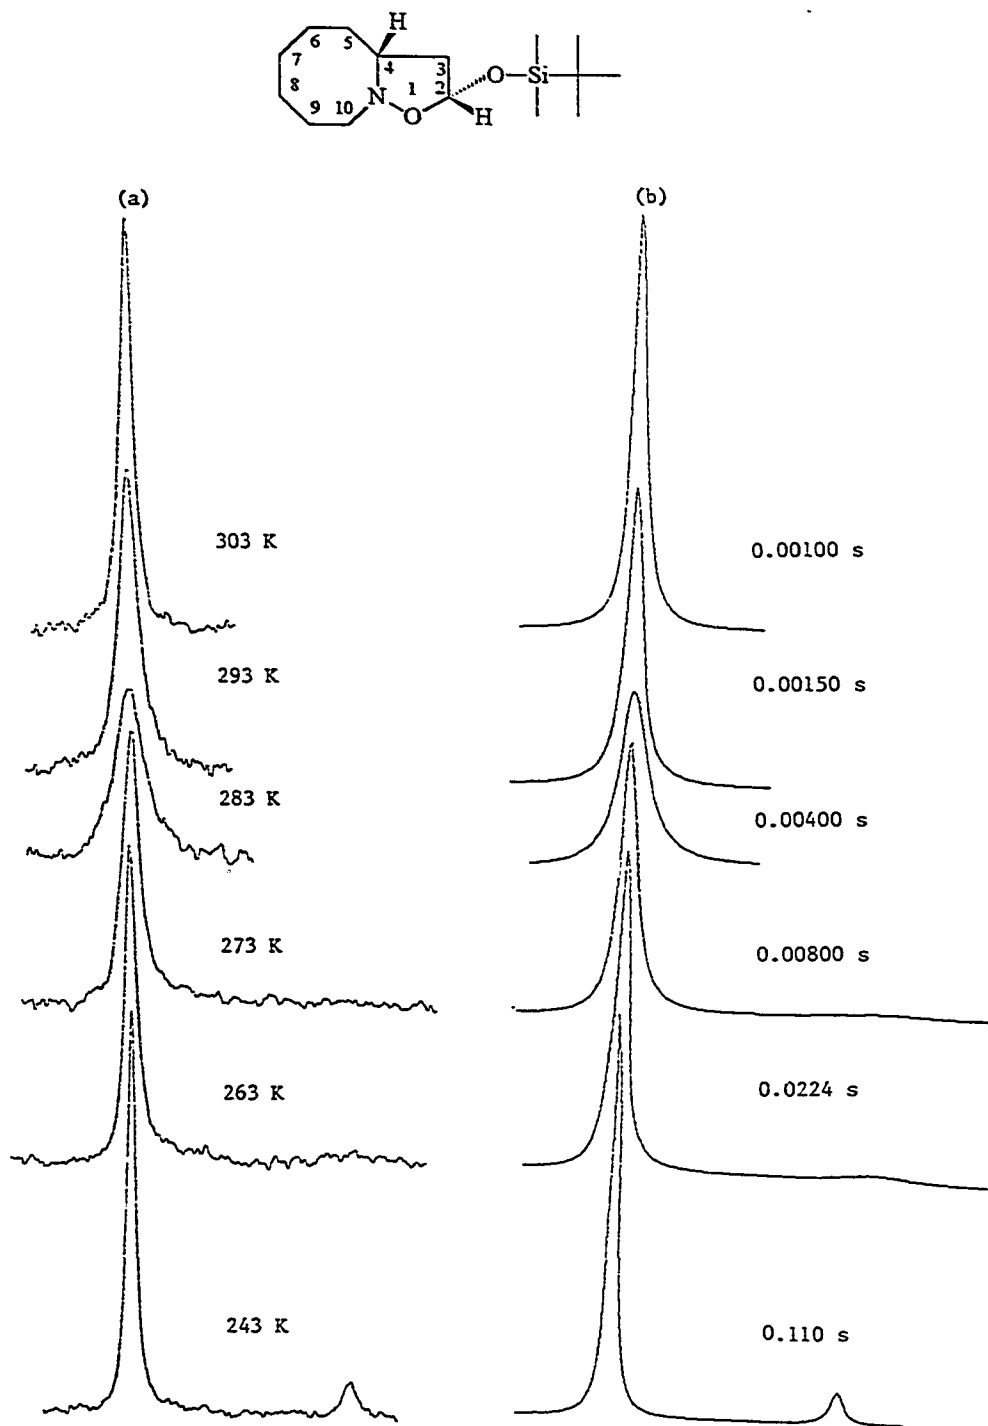 H
6 5
7 4 3 O Si
8 N 1 2
9 10 O H
(a) (b)
303 K 0.00100 s
293 K 0.00150 s
283 K 0.00400 s
273 K 0.00800 s
263 K 0.0224 s
243 K 0.110 s